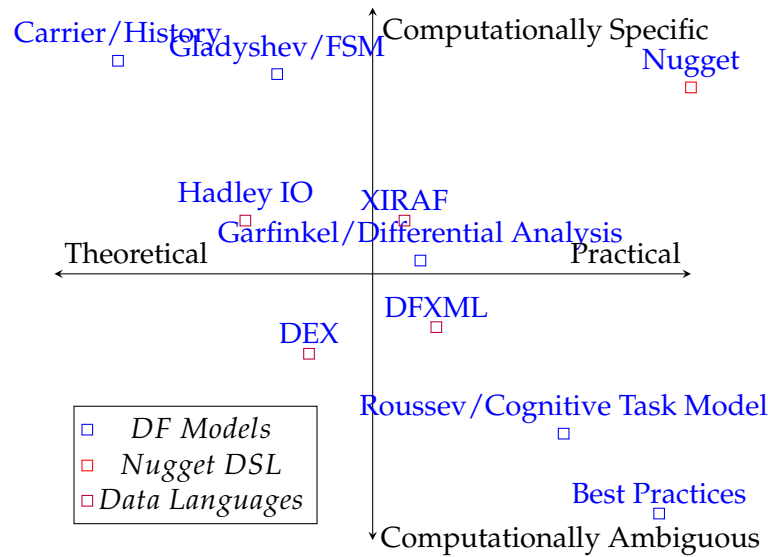 Carrier/History
Computationally Specific
Gladyshev/FSM
Nugget
Hadley IO
XIRAF
Garfinkel/Differential Analysis
Theoretical
Practical
DFXML
DEX
Roussev/Cognitive Task Model
DF Models
Nugget DSL
Data Languages
Best Practices
Computationally Ambiguous